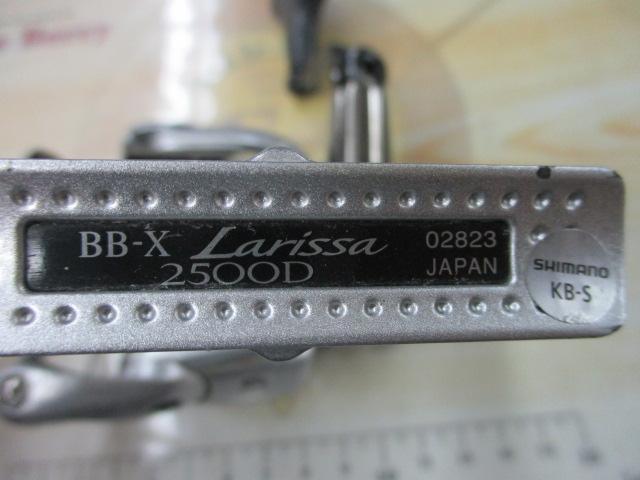 BB-X Larissa
2500D
02823
JAPAN
SHIMANO
KB-S